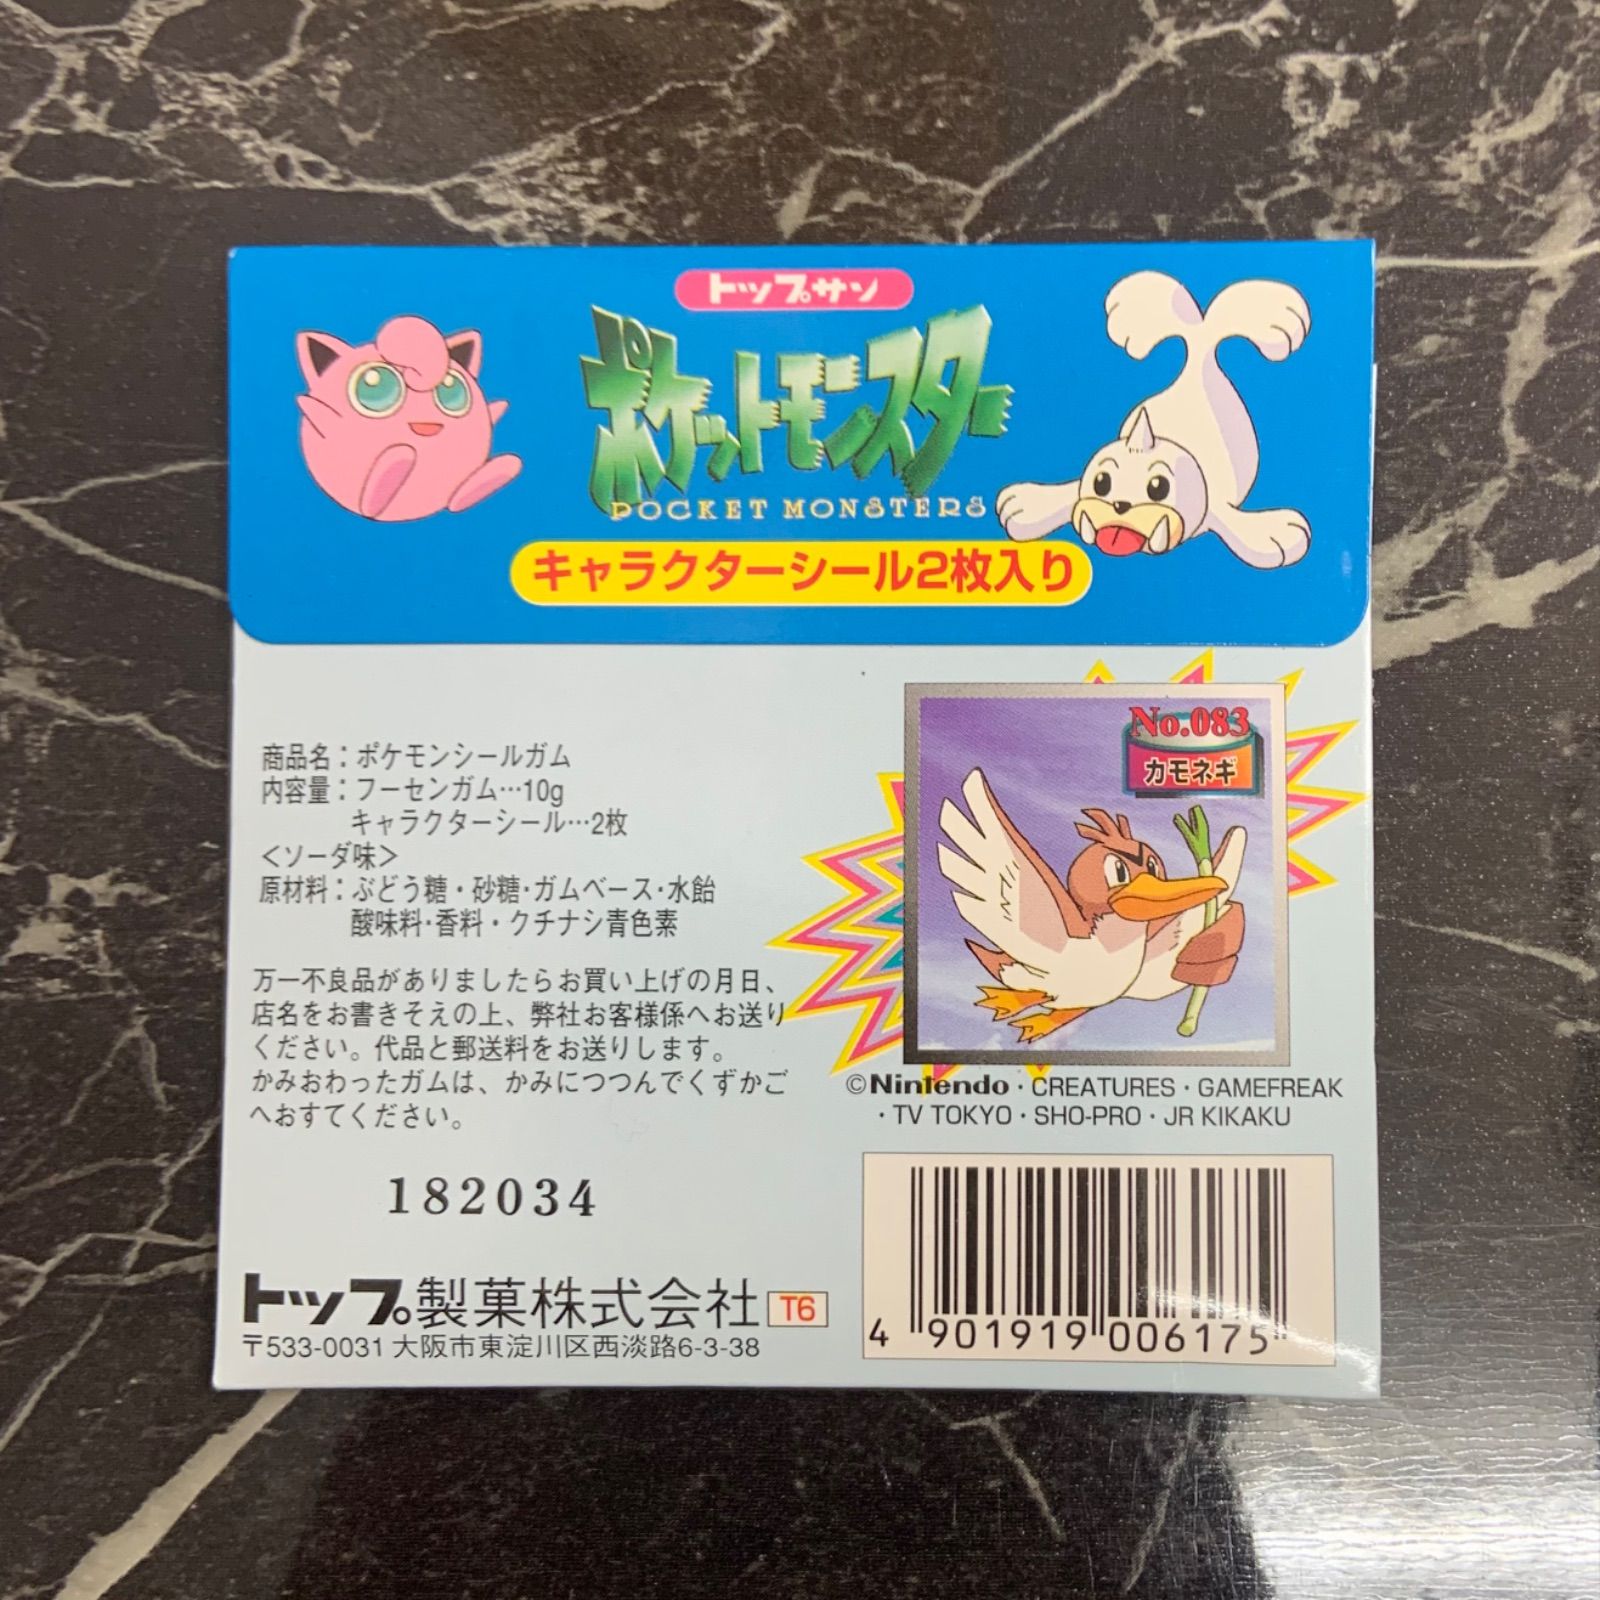 トップサン
ポケットモンスター
POCKET MONSTERS
キャラクターシール2枚入り
商品名：ポケモンシールガム
内容量：フーセンガム…10g
キャラクターシール…2枚
＜ソーダ味＞
原材料：ぶどう糖・砂糖・ガムベース・水飴
酸味料・香料・クチナシ青色素
万一不良品がありましたらお買い上げの月日、
店名をお書きそえの上、弊社お客様係へお送り
ください。代品と郵送料をお送りします。
かみおわったガムは、かみにつつんでくずかご
へおすてください。
No.083
カモネギ
©Nintendo・CREATURES・GAMEFREAK
・TV TOKYO・SHO-PRO・JR KIKAKU
182034
トップ製菓株式会社 T6
〒533-0031 大阪市東淀川区西淡路6-3-38
4 901919 006175